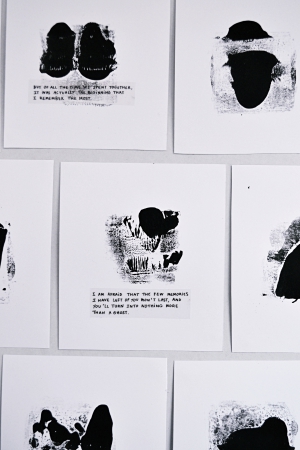 BUT OF ALL THE TIME WE SPENT TOGETHER,
IT WAS ACTUALLY THE BEGINNING THAT
I REMEMBER THE MOST.
I AM AFRAID THAT THE FEW MEMORIES
I HAVE LEFT OF YOU WON'T LAST, AND
YOU'LL TURN INTO NOTHING MORE
THAN A GHOST.